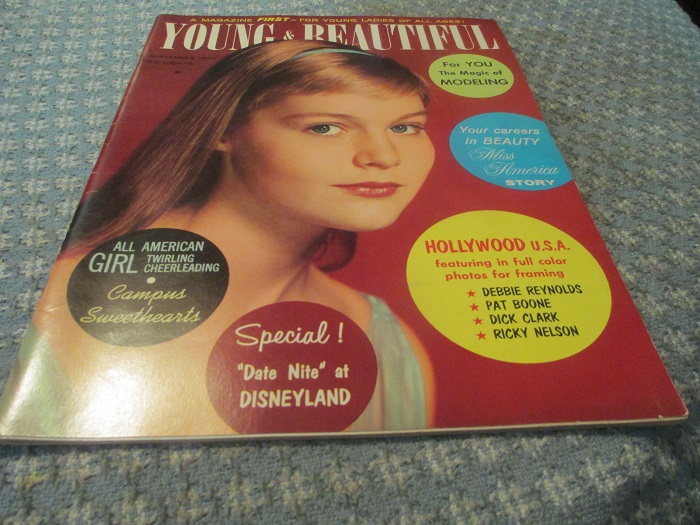 A MAGAZINE FIRST - FOR YOUNG LADIES OF ALL AGES!
YOUNG & BEAUTIFUL
For YOU
The Magic of
MODELING
Your careers
in BEAUTY
Miss
America
STORY
HOLLYWOOD U.S.A.
featuring in full color
photos for framing
★ DEBBIE REYNOLDS
★ PAT BOONE
★ DICK CLARK
★ RICKY NELSON
ALL AMERICAN
GIRL TWIRLING
CHEERLEADING
•
Campus
Sweethearts
Special!
"Date Nite" at
DISNEYLAND